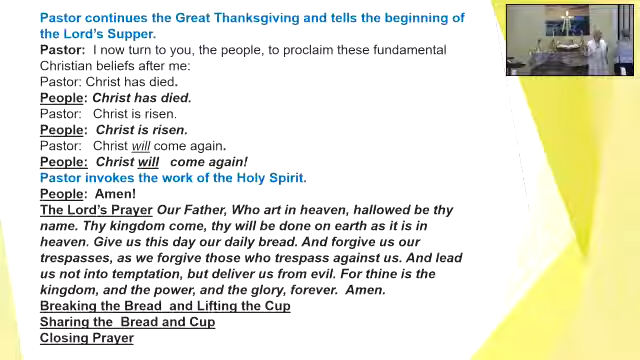 Pastor continues the Great Thanksgiving and tells the beginning of
the Lord's Supper.
Pastor: I now turn to you, the people, to proclaim these fundamental
Christian beliefs after me:
Pastor: Christ has died.
People: Christ has died.
Pastor: Christ is risen.
People: Christ is risen.
Pastor: Christ will come again.
People: Christ will come again!
Pastor invokes the work of the Holy Spirit.
People: Amen!
The Lord's Prayer Our Father, Who art in heaven, hallowed be thy
name. Thy kingdom come, thy will be done on earth as it is in
heaven. Give us this day our daily bread. And forgive us our
trespasses, as we forgive those who trespass against us. And lead
us not into temptation, but deliver us from evil. For thine is the
kingdom, and the power, and the glory, forever. Amen.
Breaking the Bread and Lifting the Cup
Sharing the Bread and Cup
Closing Prayer